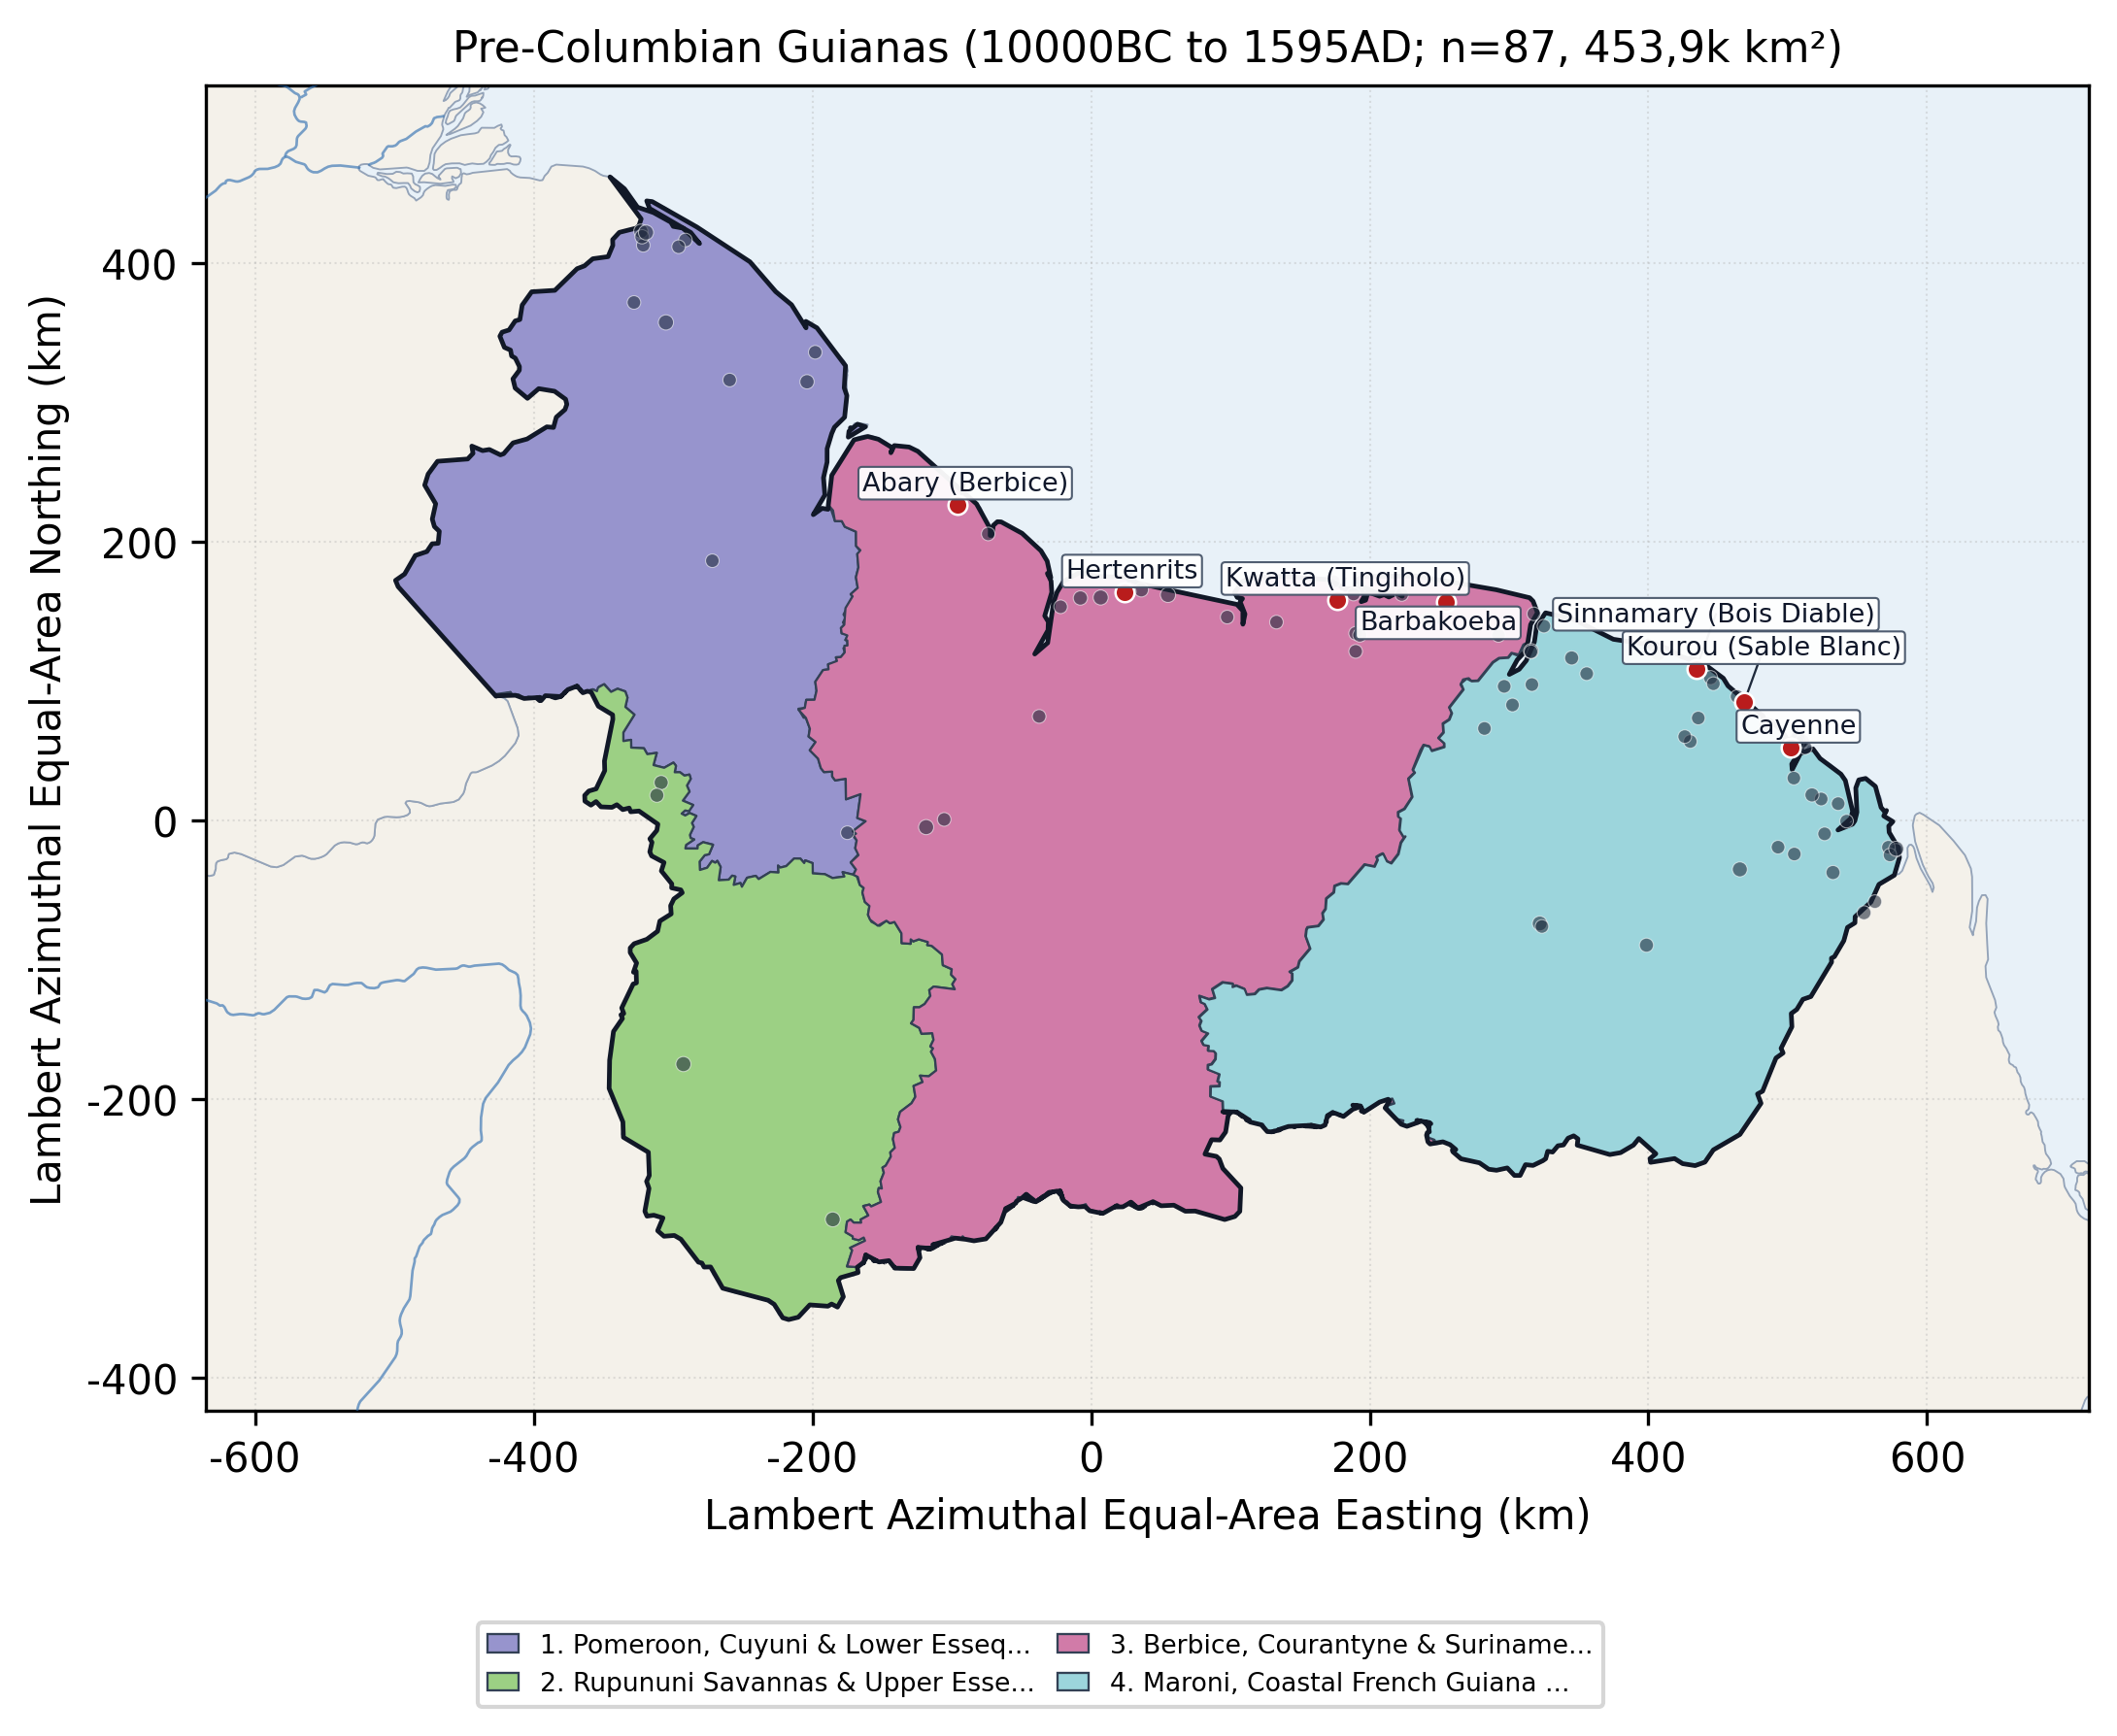 Pre-Columbian Guianas (10000BC to 1595AD; n=87, 453,9k km²)
Lambert Azimuthal Equal-Area Northing (km)
400
200
0
-200
-400
Abary (Berbice)
Hertenrits
Kwatta (Tingiholo)
Barbakoeba
Sinnamary (Bois Diable)
Kourou (Sable Blanc)
Cayenne
-600
-400
-200
0
200
400
600
Lambert Azimuthal Equal-Area Easting (km)
1. Pomeroon, Cuyuni & Lower Esseq...
2. Rupununi Savannas & Upper Esse...
3. Berbice, Courantyne & Suriname...
4. Maroni, Coastal French Guiana ...